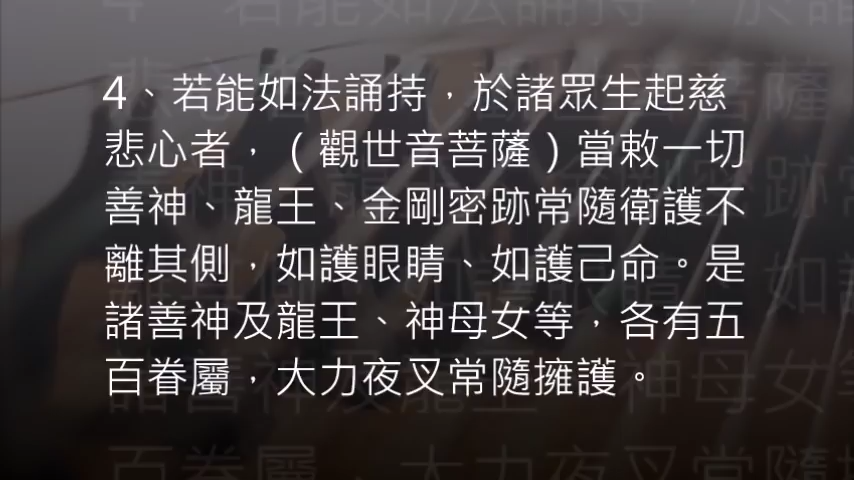 4、若能如法誦持，於諸眾生起慈
悲心者，（觀世音菩薩）當敕一切
善神、龍王、金剛密跡常隨衛護不
離其側，如護眼睛、如護己命。是
諸善神及龍王、神母女等，各有五
百眷屬，大力夜叉常隨擁護。